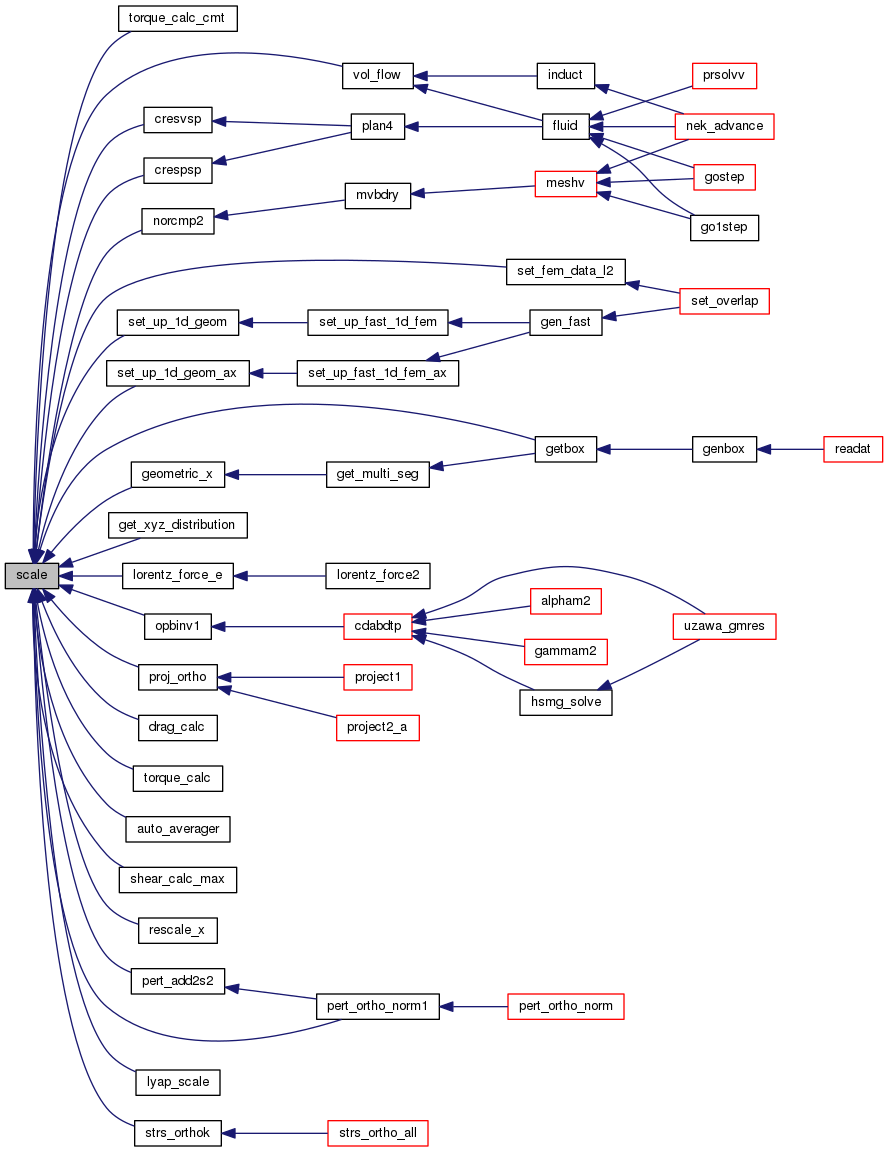 torque_calc_cmt
vol_flow
induct
prsolvv
cresvsp
plan4
fluid
nek_advance
crespsp
meshv
gostep
mvbdry
norcmp2
go1step
set_fem_data_l2
set_overlap
set_up_1d_geom
set_up_fast_1d_fem
gen_fast
set_up_1d_geom_ax
set_up_fast_1d_fem_ax
getbox
genbox
readat
geometric_x
get_multi_seg
get_xyz_distribution
scale
lorentz_force_e
lorentz_force2
alpham2
opbinv1
cdabdtp
uzawa_gmres
gammam2
proj_ortho
project1
hsmg_solve
drag_calc
project2_a
torque_calc
auto_averager
shear_calc_max
rescale_x
pert_add2s2
pert_ortho_norm1
pert_ortho_norm
lyap_scale
strs_orthok
strs_ortho_all